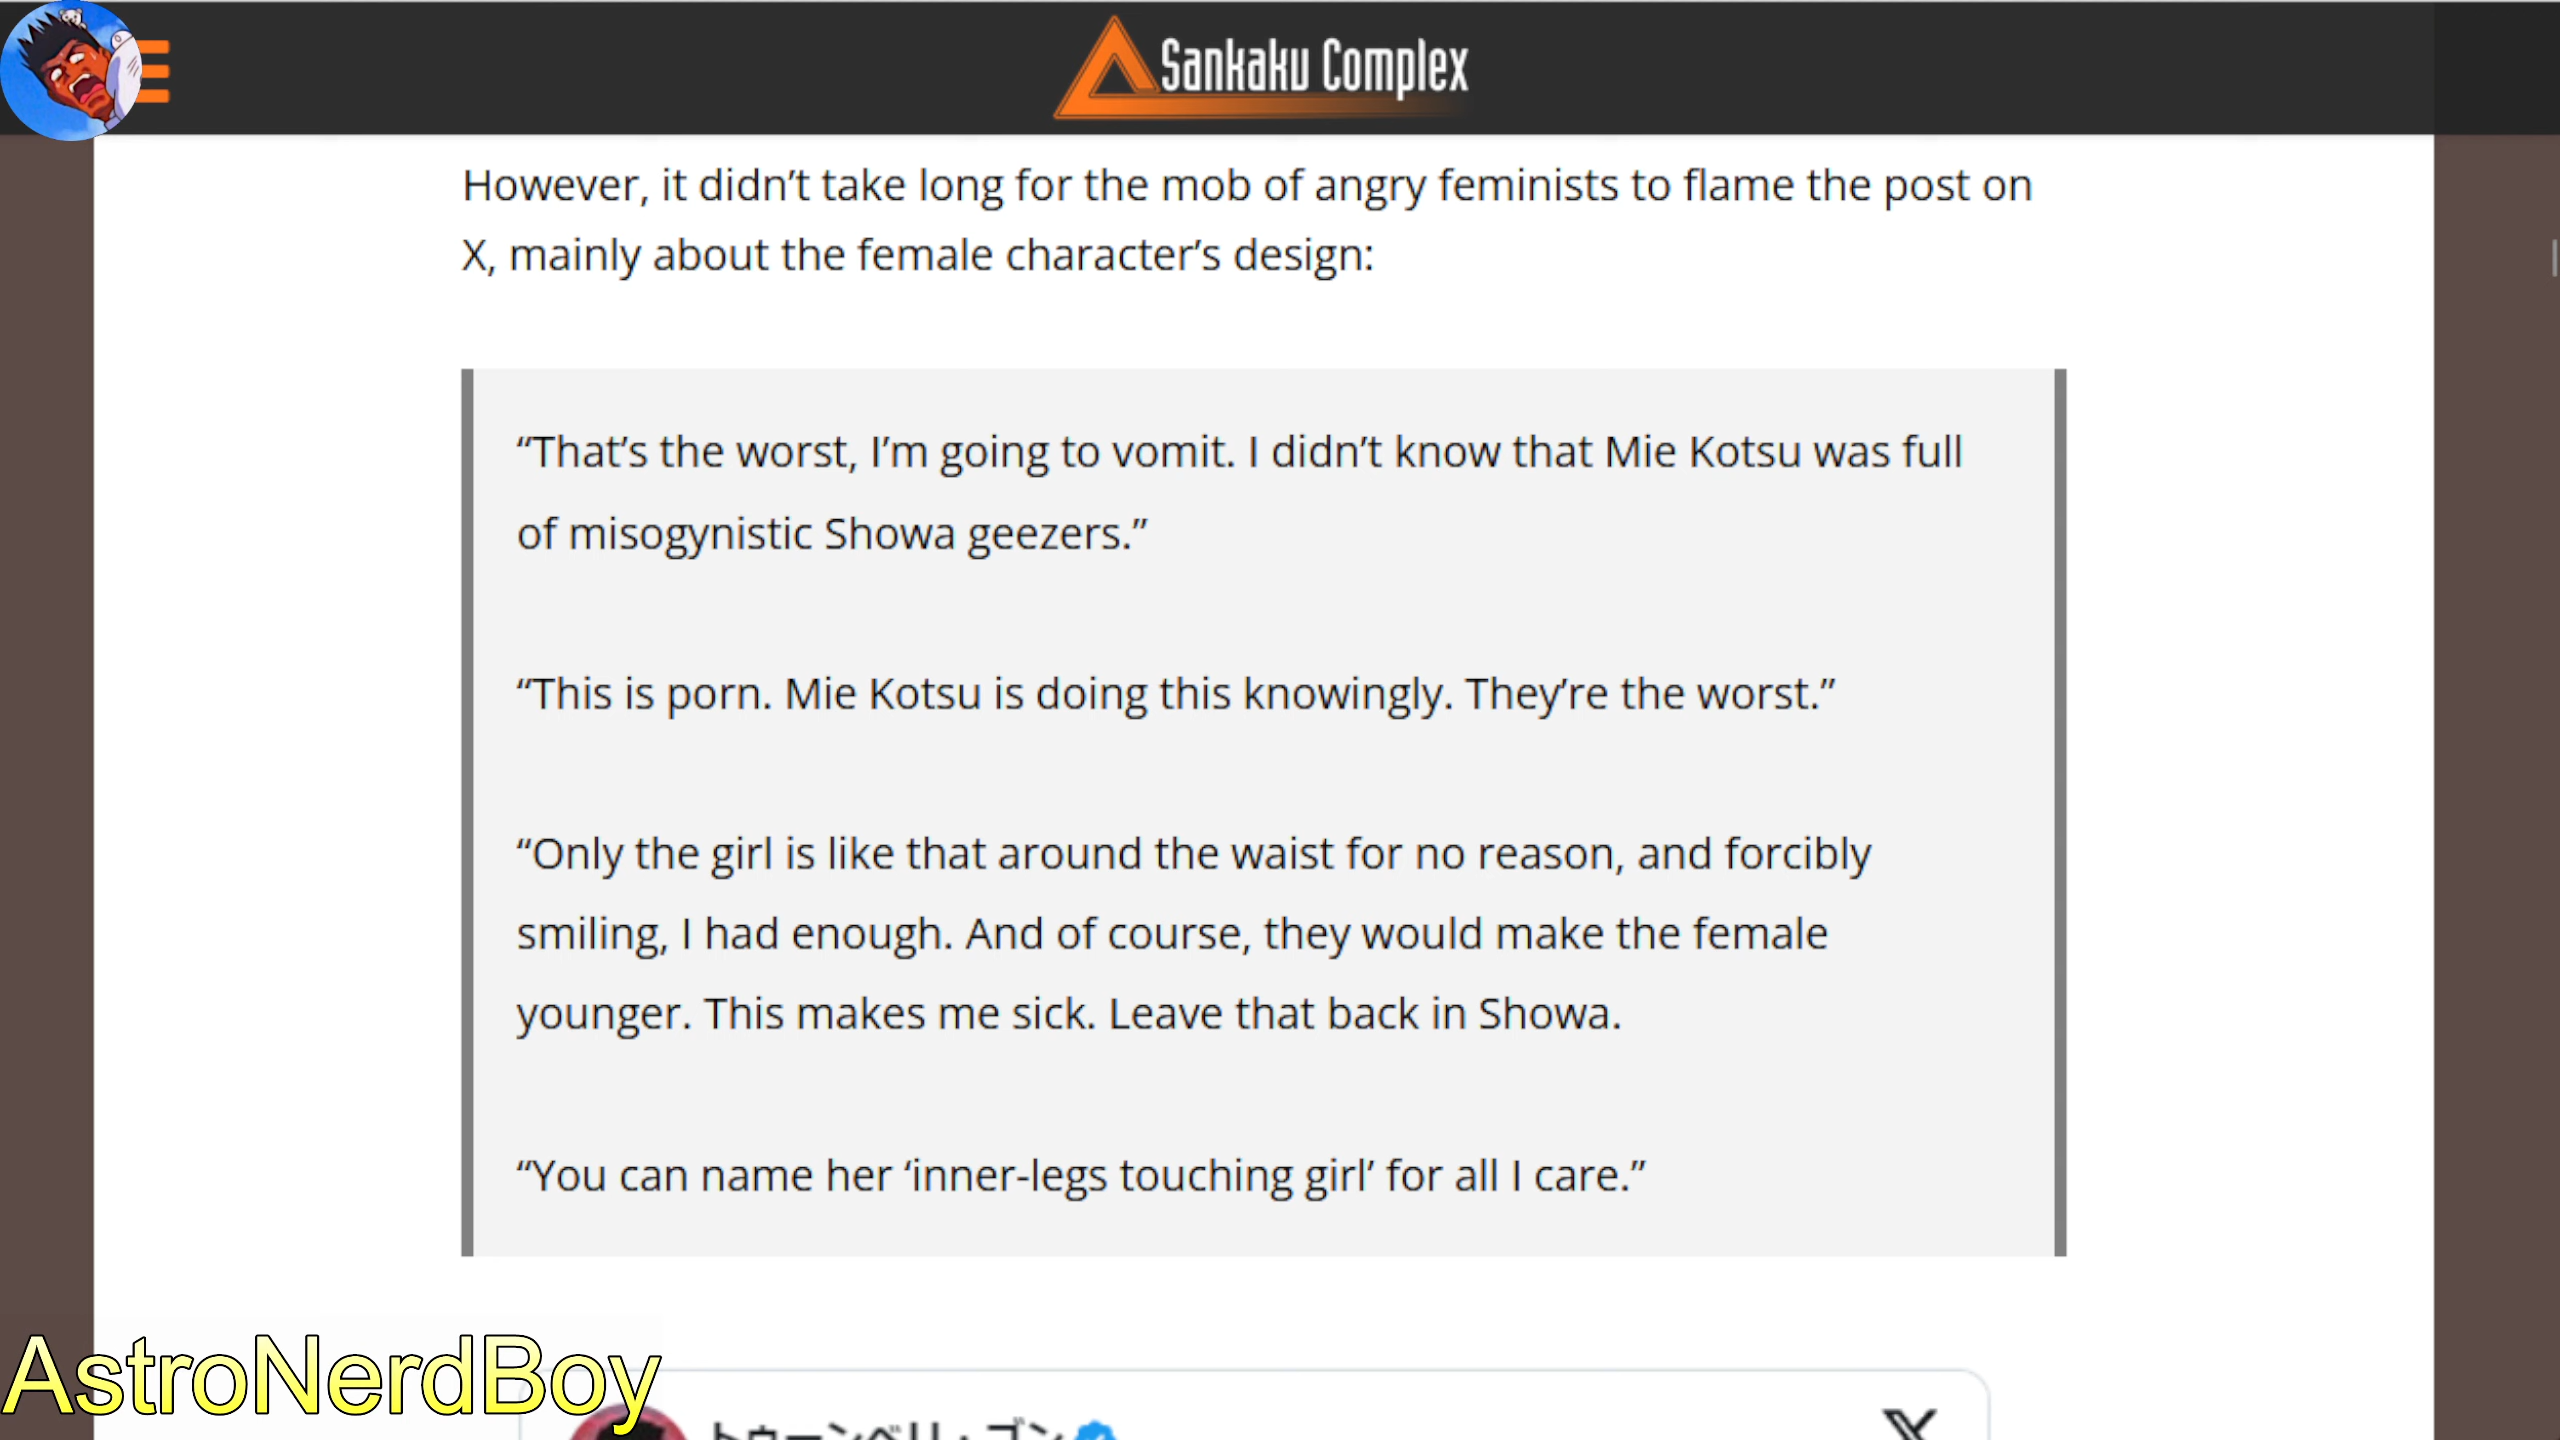 Sankaku Complex
However, it didn’t take long for the mob of angry feminists to flame the post on
X, mainly about the female character’s design:
“That’s the worst, I’m going to vomit. I didn’t know that Mie Kotsu was full
of misogynistic Showa geezers.”
“This is porn. Mie Kotsu is doing this knowingly. They’re the worst.”
“Only the girl is like that around the waist for no reason, and forcibly
smiling, I had enough. And of course, they would make the female
younger. This makes me sick. Leave that back in Showa.
“You can name her ‘inner-legs touching girl’ for all I care.”
AstroNerdBoy